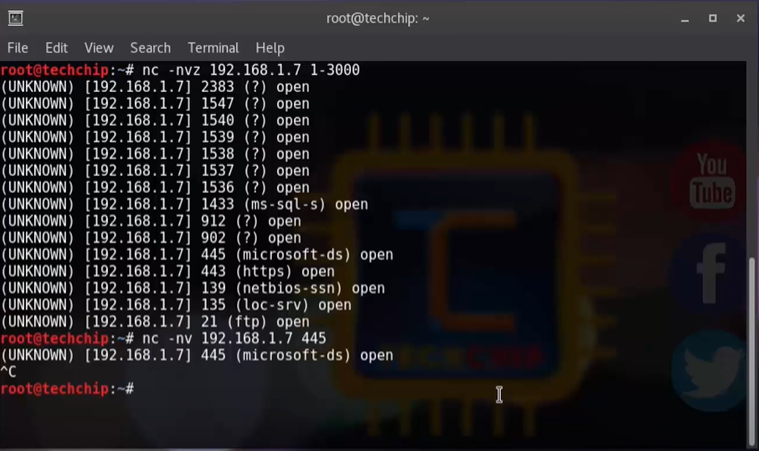 root@techchip: ~
File Edit View Search Terminal Help
root@techchip:~# nc -nvz 192.168.1.7 1-3000
(UNKNOWN) [192.168.1.7] 2383 (?) open
(UNKNOWN) [192.168.1.7] 1547 (?) open
(UNKNOWN) [192.168.1.7] 1540 (?) open
(UNKNOWN) [192.168.1.7] 1539 (?) open
(UNKNOWN) [192.168.1.7] 1538 (?) open
(UNKNOWN) [192.168.1.7] 1537 (?) open
(UNKNOWN) [192.168.1.7] 1536 (?) open
(UNKNOWN) [192.168.1.7] 1433 (ms-sql-s) open
(UNKNOWN) [192.168.1.7] 912 (?) open
(UNKNOWN) [192.168.1.7] 902 (?) open
(UNKNOWN) [192.168.1.7] 445 (microsoft-ds) open
(UNKNOWN) [192.168.1.7] 443 (https) open
(UNKNOWN) [192.168.1.7] 139 (netbios-ssn) open
(UNKNOWN) [192.168.1.7] 135 (loc-srv) open
(UNKNOWN) [192.168.1.7] 21 (ftp) open
root@techchip:~# nc -nv 192.168.1.7 445
(UNKNOWN) [192.168.1.7] 445 (microsoft-ds) open
^C
root@techchip:~#
You
Tube
TECHCHIP